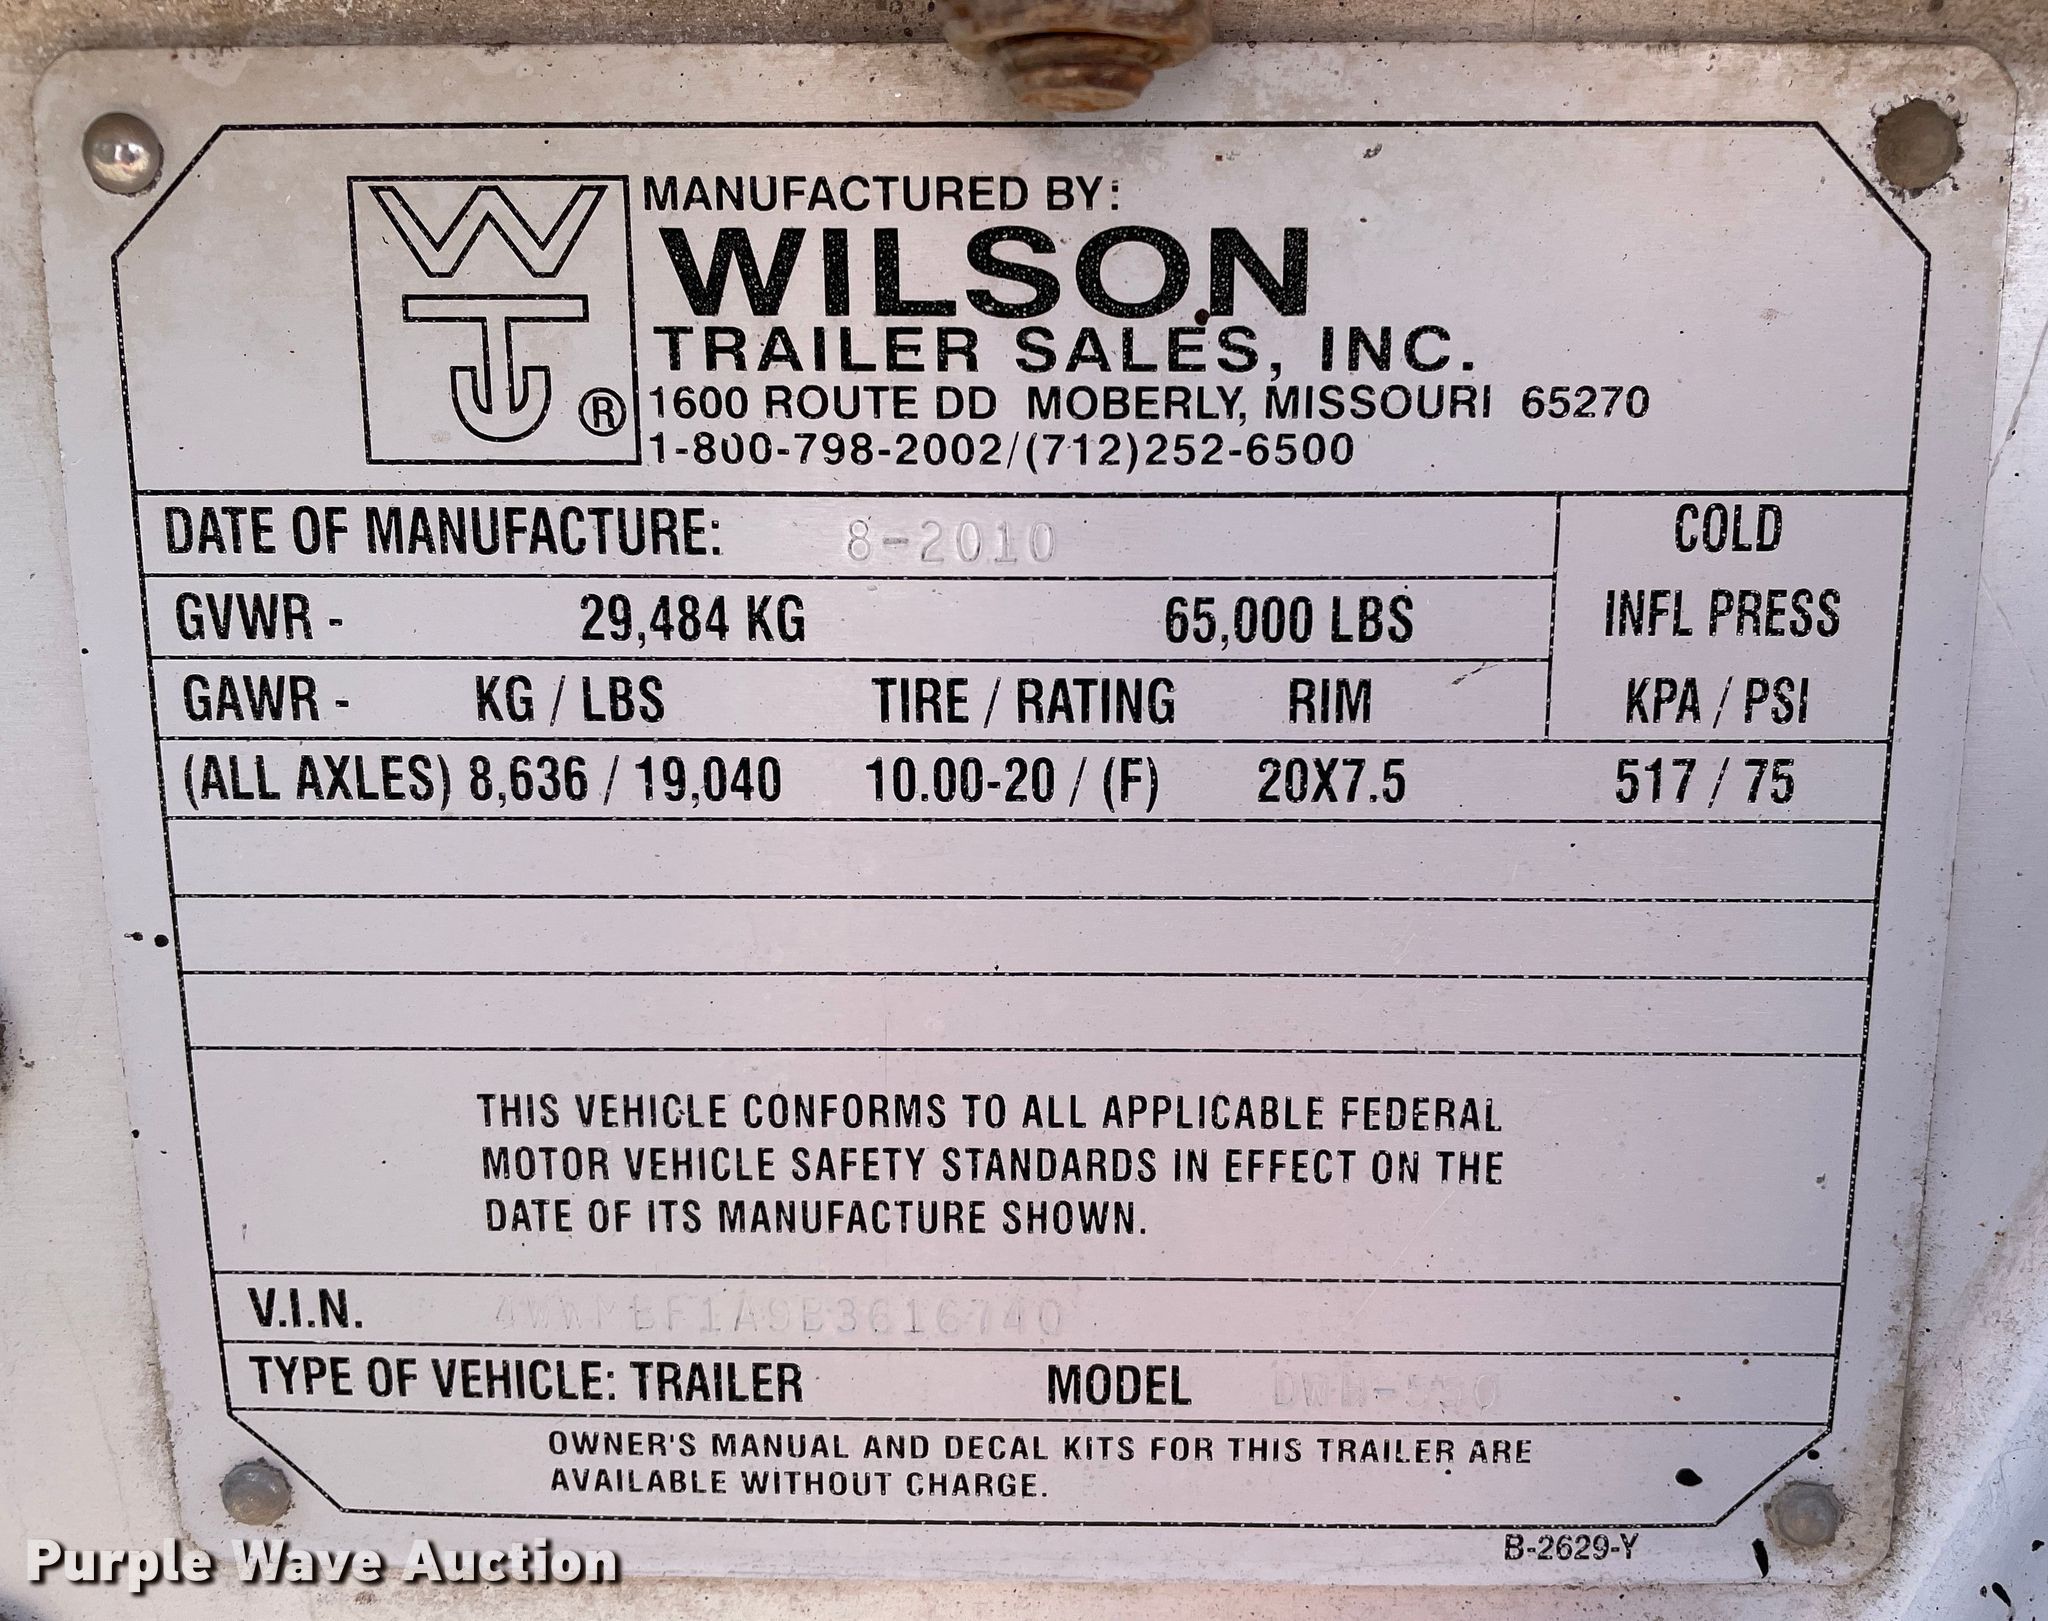 WTJ ®
MANUFACTURED BY:
WILSON
TRAILER SALES, INC.
1600 ROUTE DD MOBERLY, MISSOURI 65270
1-800-798-2002/(712)252-6500
DATE OF MANUFACTURE: 8-2010
COLD
INFL PRESS
KPA / PSI
GVWR - 29,484 KG 65,000 LBS
GAWR - KG / LBS TIRE / RATING RIM
(ALL AXLES) 8,636 / 19,040 10.00-20 / (F) 20X7.5 517 / 75
THIS VEHICLE CONFORMS TO ALL APPLICABLE FEDERAL
MOTOR VEHICLE SAFETY STANDARDS IN EFFECT ON THE
DATE OF ITS MANUFACTURE SHOWN.
V.I.N.
TYPE OF VEHICLE: TRAILER MODEL
OWNER'S MANUAL AND DECAL KITS FOR THIS TRAILER ARE
AVAILABLE WITHOUT CHARGE.
B-2629-Y
Purple Wave Auction